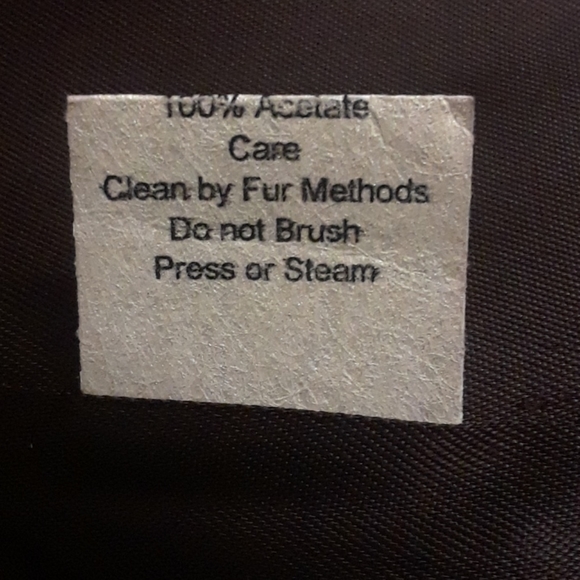 100% Acetate
Care
Clean by Fur Methods
Do not Brush
Press or Steam